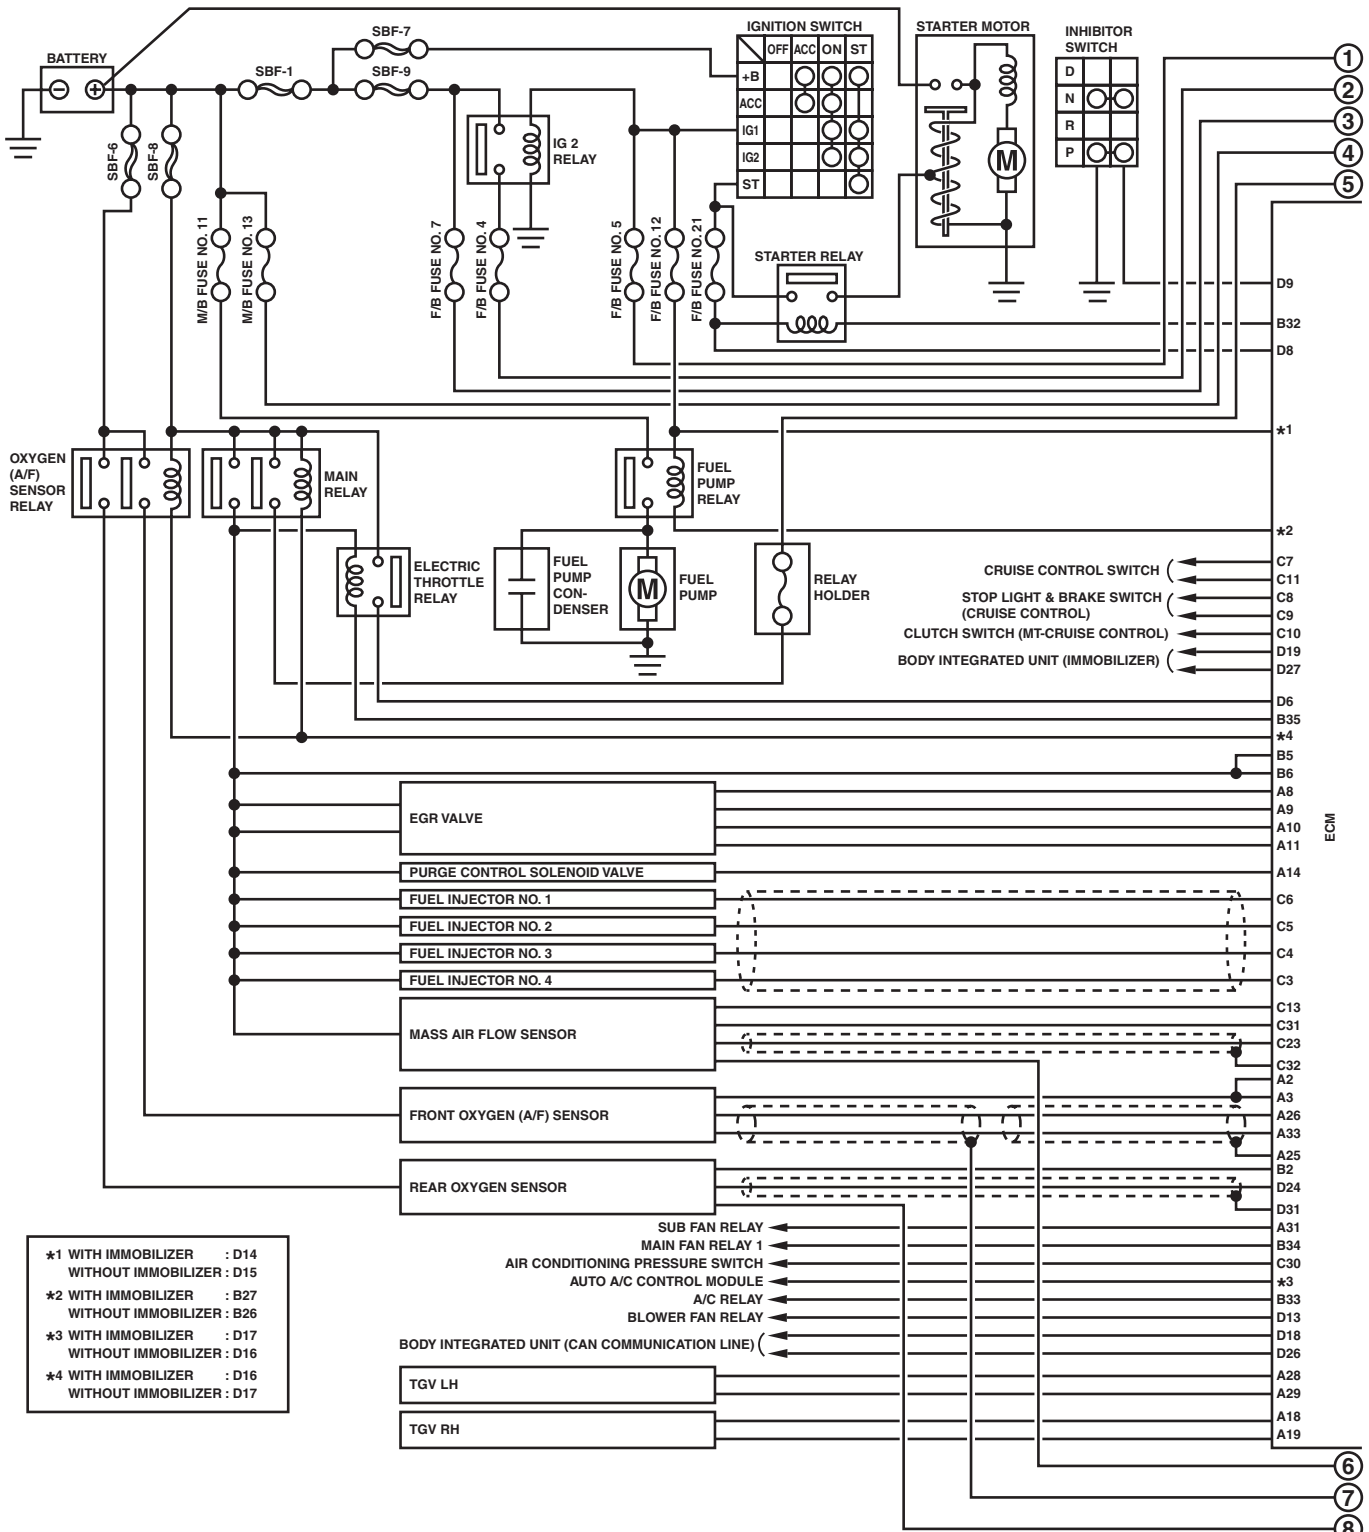 SBF-7
IGNITION SWITCH
STARTER MOTOR
INHIBITOR
SWITCH
BATTERY
SBF-1
SBF-9
OFF ACC ON ST
+B
ACC
IG1
IG2
ST
D
N
R
P
M
1
2
3
4
5
SBF-6
SBF-8
IG 2
RELAY
M/B FUSE NO. 11
M/B FUSE NO. 13
F/B FUSE NO. 7
F/B FUSE NO. 4
F/B FUSE NO. 5
F/B FUSE NO. 12
F/B FUSE NO. 21
STARTER RELAY
D9
B32
D8
*1
OXYGEN
(A/F)
SENSOR
RELAY
MAIN
RELAY
FUEL
PUMP
RELAY
*2
ELECTRIC
THROTTLE
RELAY
FUEL
PUMP
CON-
DENSER
M
FUEL
PUMP
RELAY
HOLDER
CRUISE CONTROL SWITCH
C7
C11
STOP LIGHT & BRAKE SWITCH
(CRUISE CONTROL)
C8
C9
CLUTCH SWITCH (MT-CRUISE CONTROL)
C10
BODY INTEGRATED UNIT (IMMOBILIZER)
D19
D27
D6
B35
*4
B5
B6
ECM
EGR VALVE
A8
A9
A10
A11
PURGE CONTROL SOLENOID VALVE
A14
FUEL INJECTOR NO. 1
C6
FUEL INJECTOR NO. 2
C5
FUEL INJECTOR NO. 3
C4
FUEL INJECTOR NO. 4
C3
MASS AIR FLOW SENSOR
C13
C31
C23
C32
FRONT OXYGEN (A/F) SENSOR
A2
A3
A26
A33
A25
REAR OXYGEN SENSOR
B2
D24
D31
SUB FAN RELAY
A31
MAIN FAN RELAY 1
B34
AIR CONDITIONING PRESSURE SWITCH
C30
AUTO A/C CONTROL MODULE
*3
A/C RELAY
B33
BLOWER FAN RELAY
D13
BODY INTEGRATED UNIT (CAN COMMUNICATION LINE)
D18
D26
TGV LH
A28
A29
TGV RH
A18
A19
*1 WITH IMMOBILIZER : D14
WITHOUT IMMOBILIZER : D15
*2 WITH IMMOBILIZER : B27
WITHOUT IMMOBILIZER : B26
*3 WITH IMMOBILIZER : D17
WITHOUT IMMOBILIZER : D16
*4 WITH IMMOBILIZER : D16
WITHOUT IMMOBILIZER : D17
6
7
8